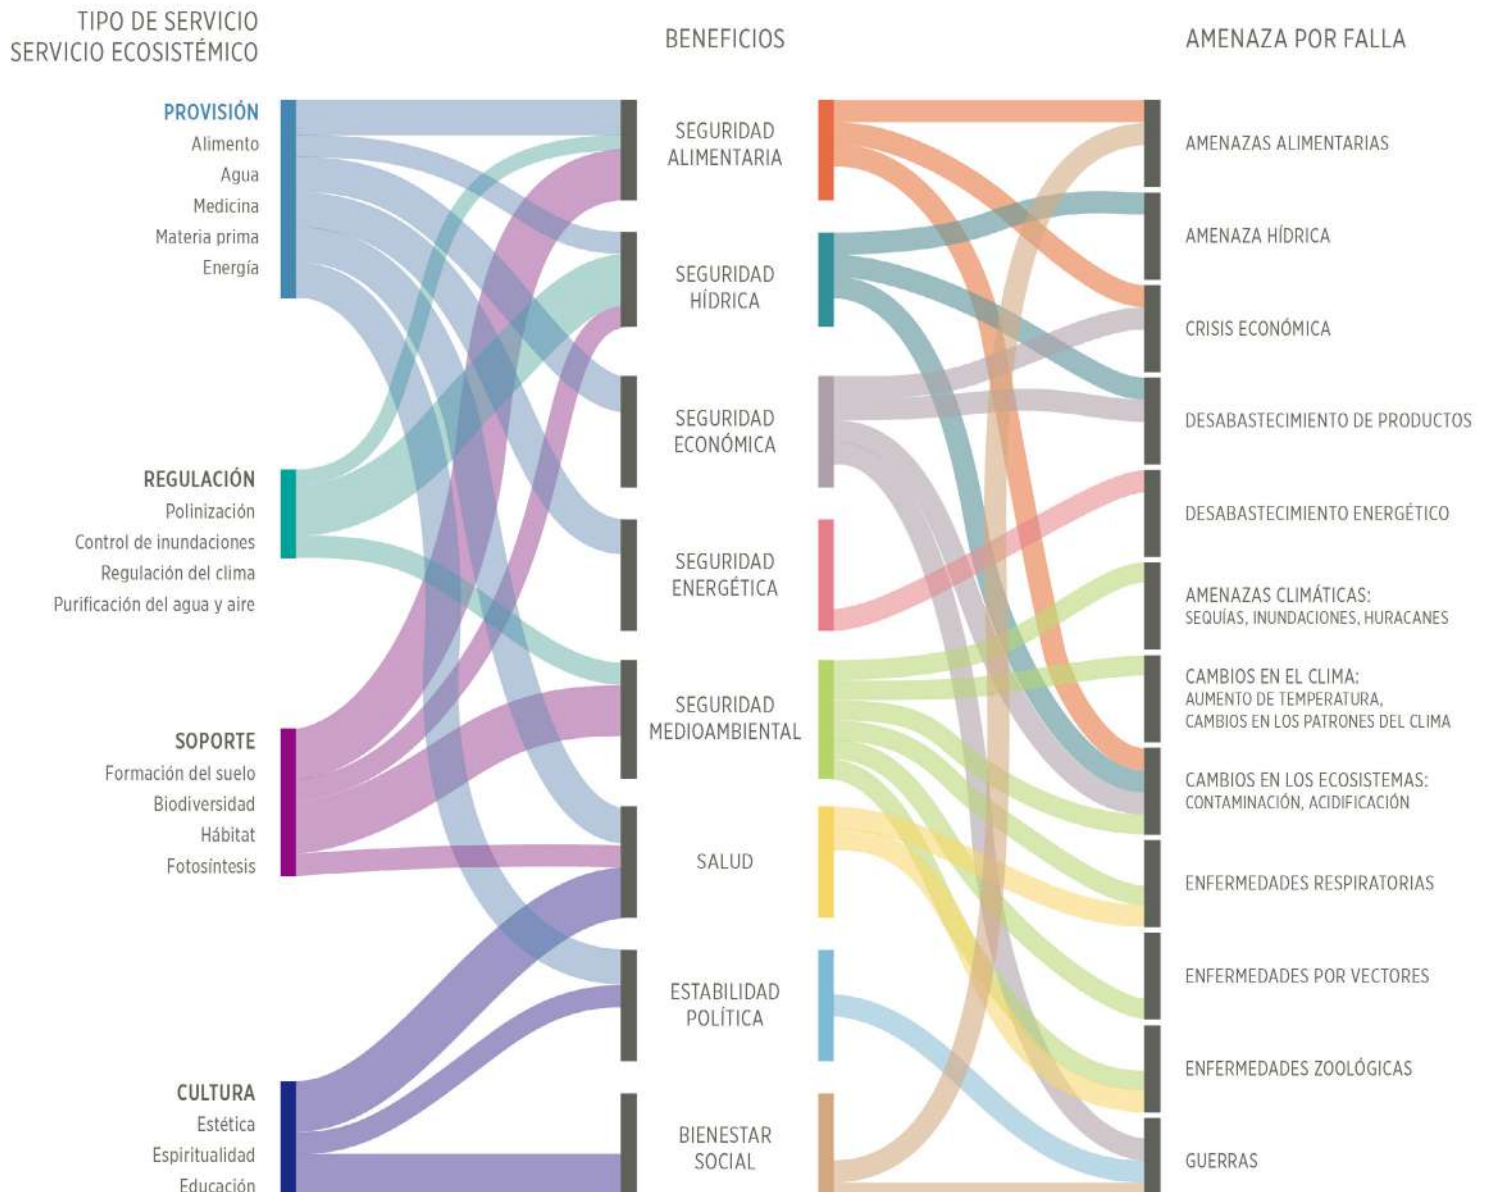 TIPO DE SERVICIO
SERVICIO ECOSISTÉMICO
PROVISIÓN
Alimento
Agua
Medicina
Materia prima
Energía
REGULACIÓN
Polinización
Control de inundaciones
Regulación del clima
Purificación del agua y aire
SOPORTE
Formación del suelo
Biodiversidad
Hábitat
Fotosíntesis
CULTURA
Estética
Espiritualidad
Educación
BENEFICIOS
SEGURIDAD
ALIMENTARIA
SEGURIDAD
HÍDRICA
SEGURIDAD
ECONÓMICA
SEGURIDAD
ENERGÉTICA
SEGURIDAD
MEDIOAMBIENTAL
SALUD
ESTABILIDAD
POLÍTICA
BIENESTAR
SOCIAL
AMENAZA POR FALLA
AMENAZAS ALIMENTARIAS
AMENAZA HÍDRICA
CRISIS ECONÓMICA
DESABASTECIMIENTO DE PRODUCTOS
DESABASTECIMIENTO ENERGÉTICO
AMENAZAS CLIMÁTICAS:
SEQUÍAS, INUNDACIONES, HURACANES
CAMBIOS EN EL CLIMA:
AUMENTO DE TEMPERATURA,
CAMBIOS EN LOS PATRONES DEL CLIMA
CAMBIOS EN LOS ECOSISTEMAS:
CONTAMINACIÓN, ACIDIFICACIÓN
ENFERMEDADES RESPIRATORIAS
ENFERMEDADES POR VECTORES
ENFERMEDADES ZOOLÓGICAS
GUERRAS